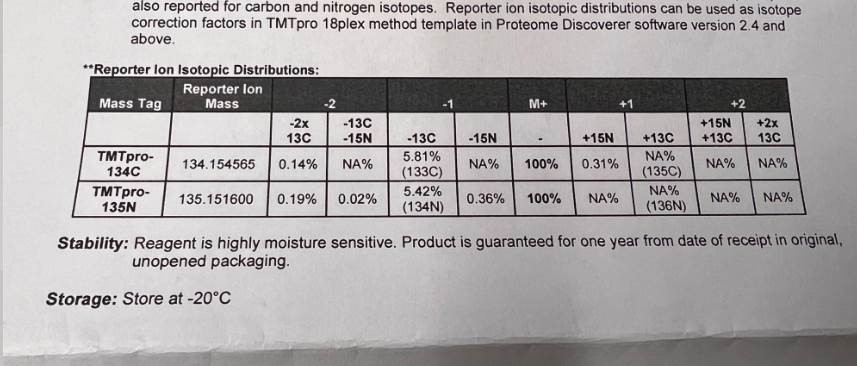 also reported for carbon and nitrogen isotopes. Reporter ion isotopic distributions can be used as isotope
correction factors in TMTpro 18plex method template in Proteome Discoverer software version 2.4 and
above.
**Reporter Ion Isotopic Distributions:
Mass Tag Reporter Ion Mass -2 -1 M+ +1 +2
-2x 13C -13C -15N -13C -15N - +15N +13C +15N +13C +2x 13C
TMTpro-134C 134.154565 0.14% NA% 5.81% (133C) NA% 100% 0.31% NA% (135C) NA% NA%
TMTpro-135N 135.151600 0.19% 0.02% 5.42% (134N) 0.36% 100% NA% NA% (136N) NA% NA%
Stability: Reagent is highly moisture sensitive. Product is guaranteed for one year from date of receipt in original,
unopened packaging.
Storage: Store at -20°C